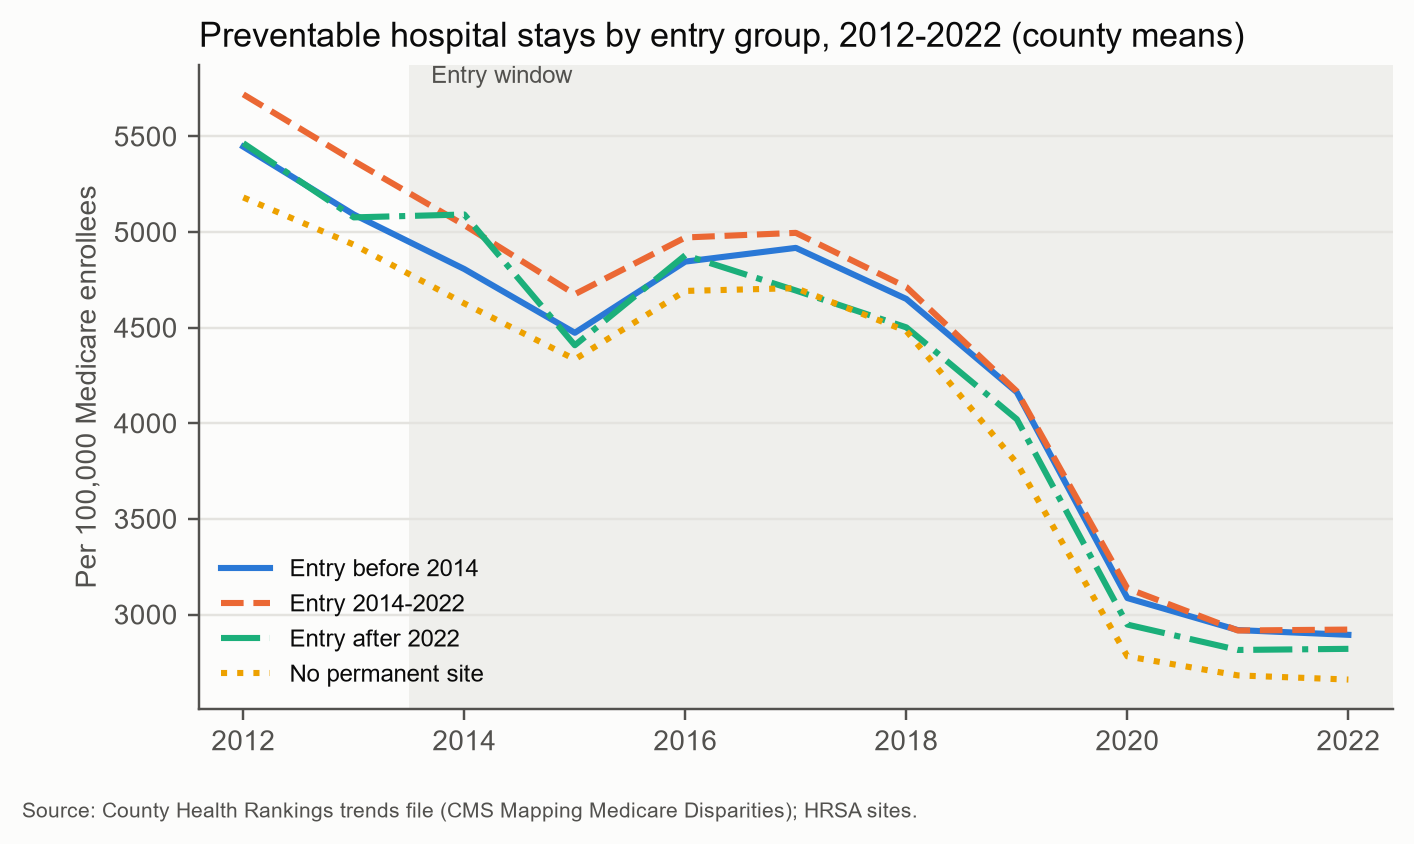 Preventable hospital stays by entry group, 2012-2022 (county means)
Entry window
Per 100,000 Medicare enrollees
5500
5000
4500
4000
3500
3000
Entry before 2014
Entry 2014-2022
Entry after 2022
No permanent site
2012 2014 2016 2018 2020 2022
Source: County Health Rankings trends file (CMS Mapping Medicare Disparities); HRSA sites.